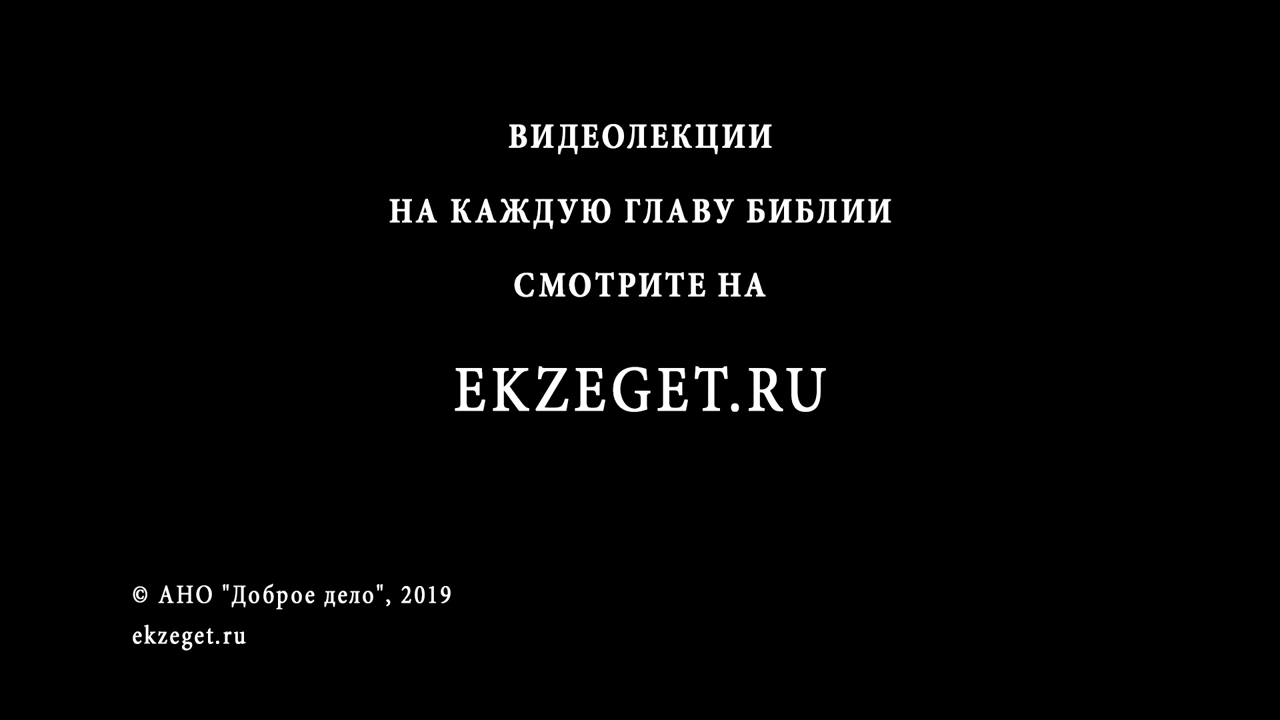 ВИДЕОЛЕКЦИИ
НА КАЖДУЮ ГЛАВУ БИБЛИИ
СМОТРИТЕ НА
EKZEGET.RU
© АНО "Доброе дело", 2019
ekzeget.ru